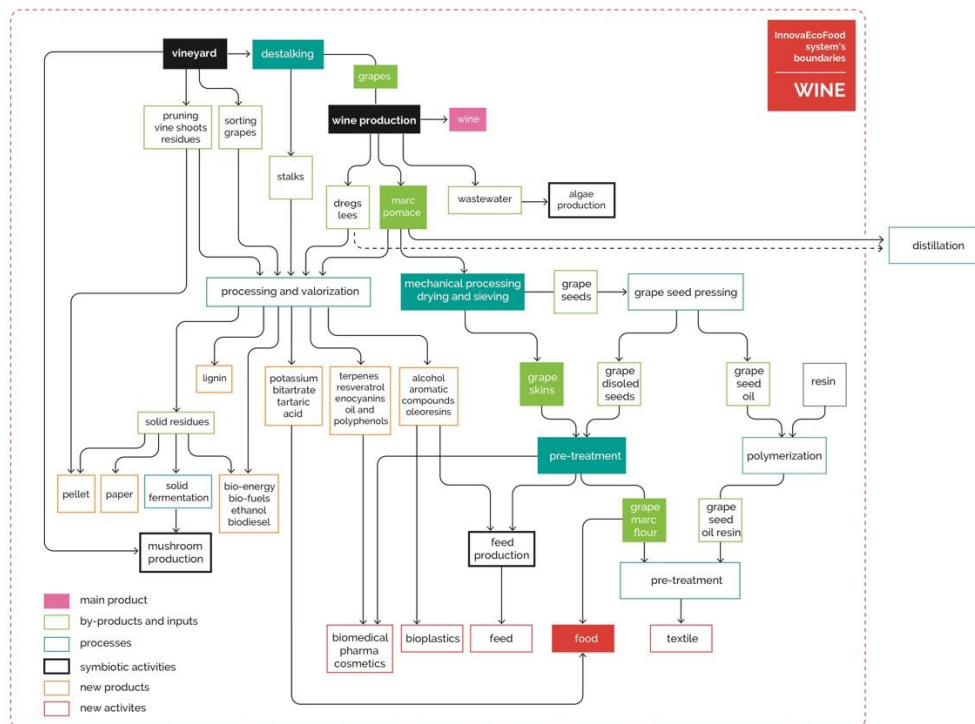 InnovaEcoFood
system's
boundaries
WINE
vineyard
destalking
grapes
wine production
wine
pruning
vine shoots
residues
sorting
grapes
stalks
dregs
lees
marc
pomace
wastewater
algae
production
distillation
processing and valorization
mechanical processing
drying and sieving
grape
seeds
grape seed pressing
lignin
potassium
bitartrate
tartaric
acid
terpenes
resveratrol
enocyanins
oil and
polyphenols
alcohol
aromatic
compounds
oleoresins
grape
skins
grape
disoled
seeds
grape
seed
oil
resin
solid residues
pre-treatment
polymerization
pellet
paper
solid
fermentation
bio-energy
bio-fuels
ethanol
biodiesel
grape
marc
flour
grape
seed
oil resin
mushroom
production
feed
production
pre-treatment
main product
by-products and inputs
processes
symbiotic activities
new products
new activites
biomedical
pharma
cosmetics
bioplastics
feed
food
textile